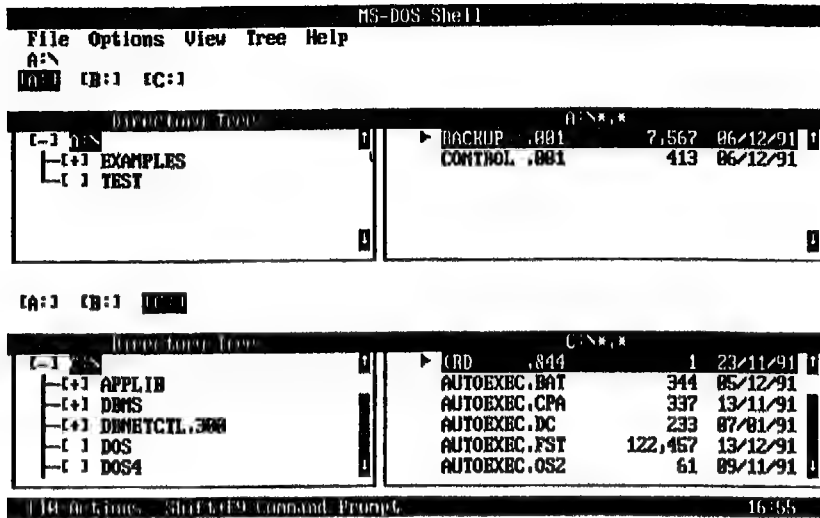 MS-DOS Shell
File Options View Tree Help
A:\
[A:] [B:] [C:]
Directory Tree A:\*.*
[-] A:\ ► BACKUP .001 7,567 06/12/91
[+] EXAMPLES CONTROL .001 413 06/12/91
[ ] TEST
[A:] [B:] [C:]
Directory Tree C:\*.*
[-] C:\ ► (RD .844 1 23/11/91
[+] APPLIB AUTOEXEC.BAT 344 05/12/91
[+] DBMS AUTOEXEC.CPA 337 13/11/91
[+] DBNETCTL.300 AUTOEXEC.DC 233 07/01/91
[ ] DOS AUTOEXEC.FST 122,457 13/12/91
[ ] DOS4 AUTOEXEC.OS2 61 09/11/91
F10=Actions Shift+F9=Command Prompt 16:55